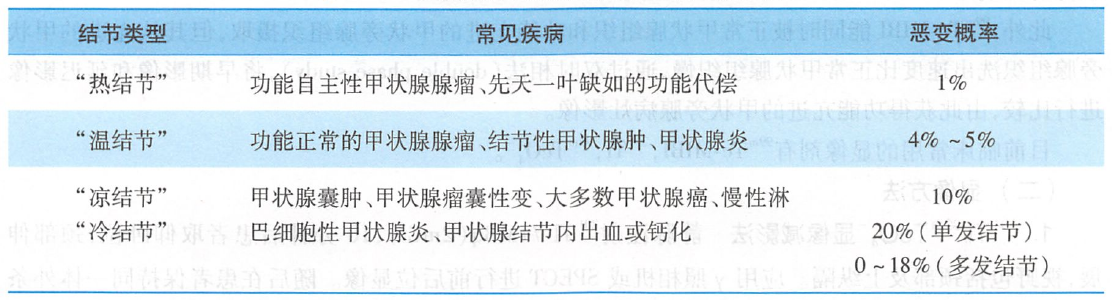 结节类型 常见疾病 恶变概率
“热结节” 功能自主性甲状腺腺瘤、先天一叶缺如的功能代偿 1%
“温结节” 功能正常的甲状腺腺瘤、结节性甲状腺肿、甲状腺炎 4% ~5%
“凉结节” 甲状腺囊肿、甲状腺瘤囊性变、大多数甲状腺癌、慢性淋 10%
“冷结节” 巴细胞性甲状腺炎、甲状腺结节内出血或钙化 20%(单发结节)
0 ~18%(多发结节)